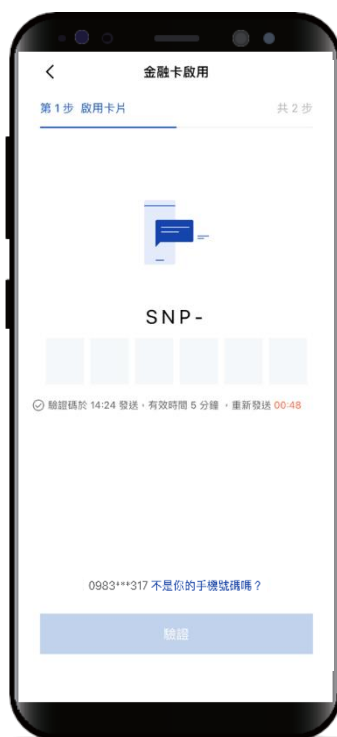 金融卡啟用
第 1 步 啟用卡片 共 2 步
SNP-
驗證碼於 14:24 發送，有效時間 5 分鐘 ，重新發送 00:48
0983***317 不是你的手機號碼嗎？
驗證